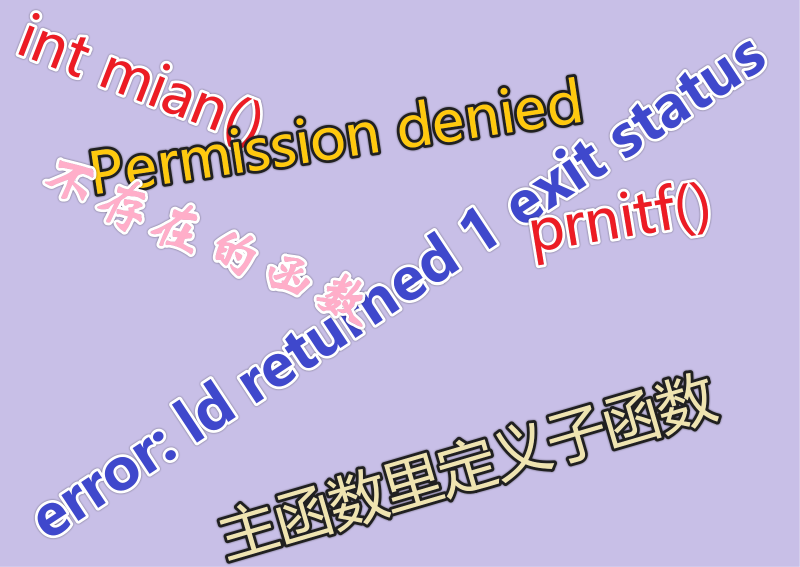 int mian()
Permission denied
不存在的函数
error: ld returned 1 exit status
prnitf()
主函数里定义子函数